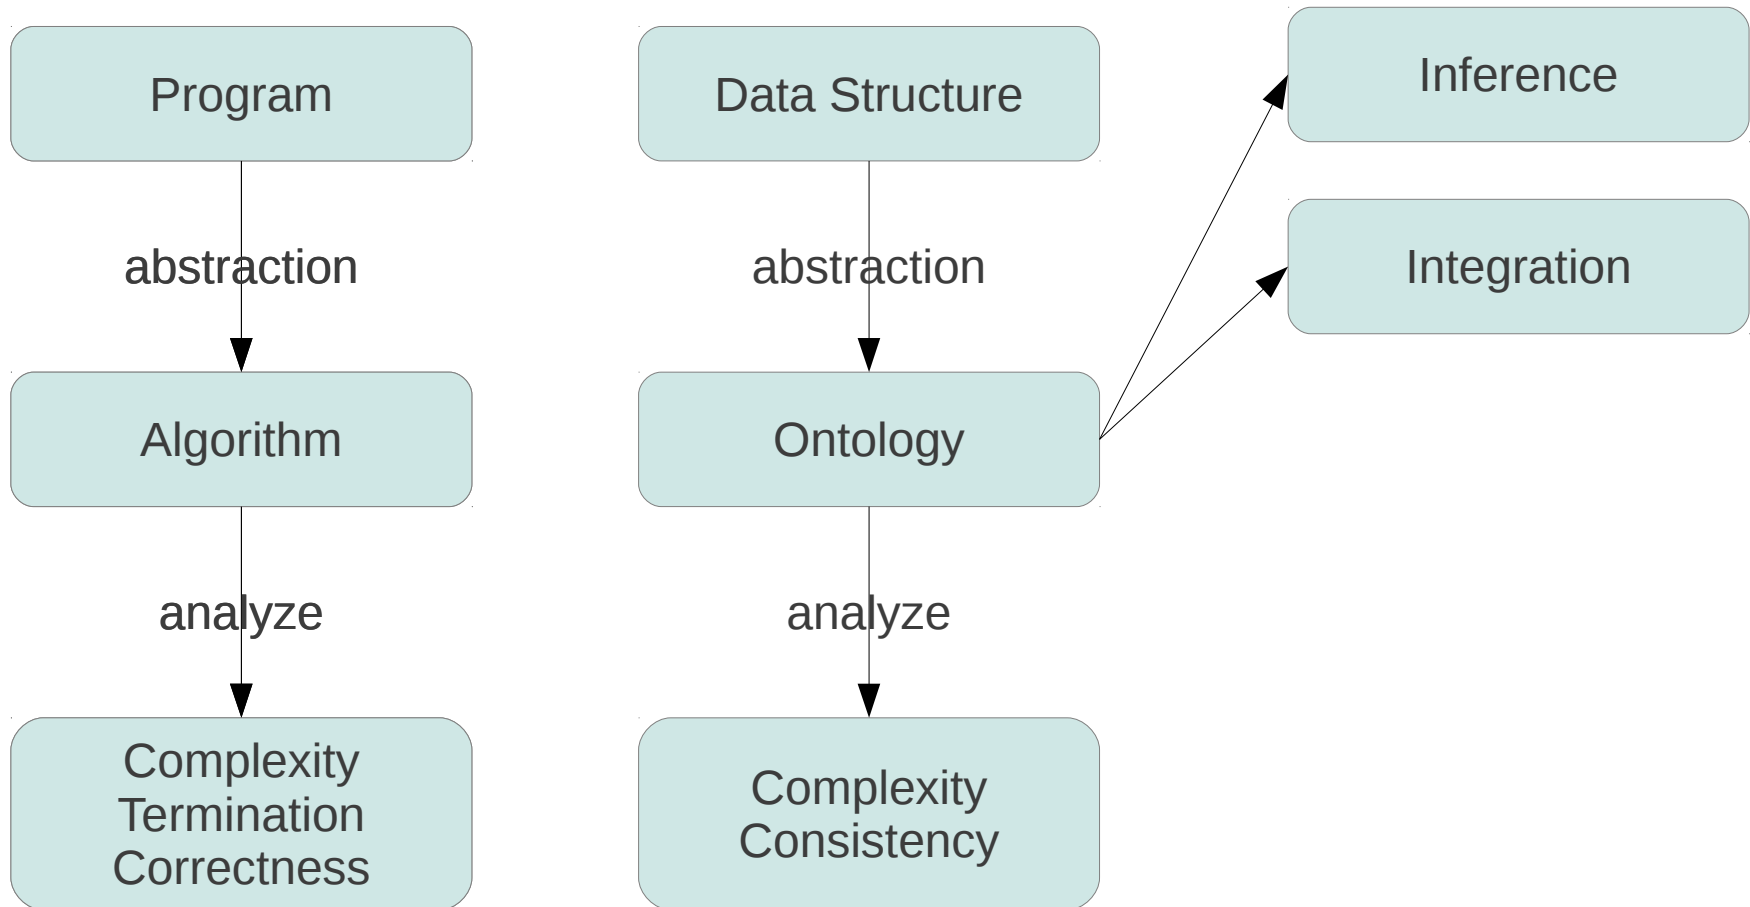 Program
abstraction
Algorithm
analyze
Complexity
Termination
Correctness
Data Structure
abstraction
Ontology
analyze
Complexity
Consistency
Inference
Integration